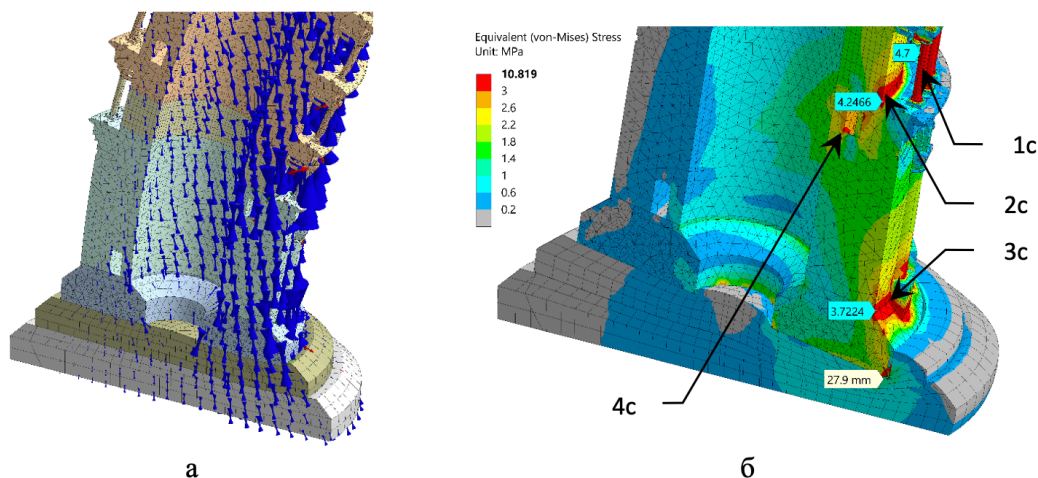 Equivalent (von-Mises) Stress
Unit: MPa
10.819
3
2.6
2.2
1.8
1.4
1
0.6
0.2
4.7
4.2466
1c
2c
3c
3.7224
27.9 mm
4c
а
б